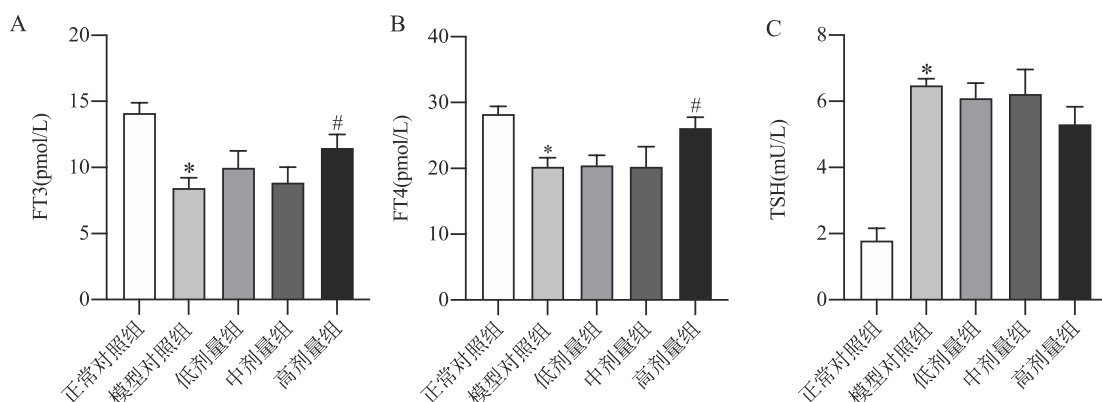 A
FT3(pmol/L)
20
15
10
5
0
*
#
正常对照组
模型对照组
低剂量组
中剂量组
高剂量组
B
FT4(pmol/L)
40
30
20
10
0
*
#
正常对照组
模型对照组
低剂量组
中剂量组
高剂量组
C
TSH(mU/L)
8
6
4
2
0
*
正常对照组
模型对照组
低剂量组
中剂量组
高剂量组